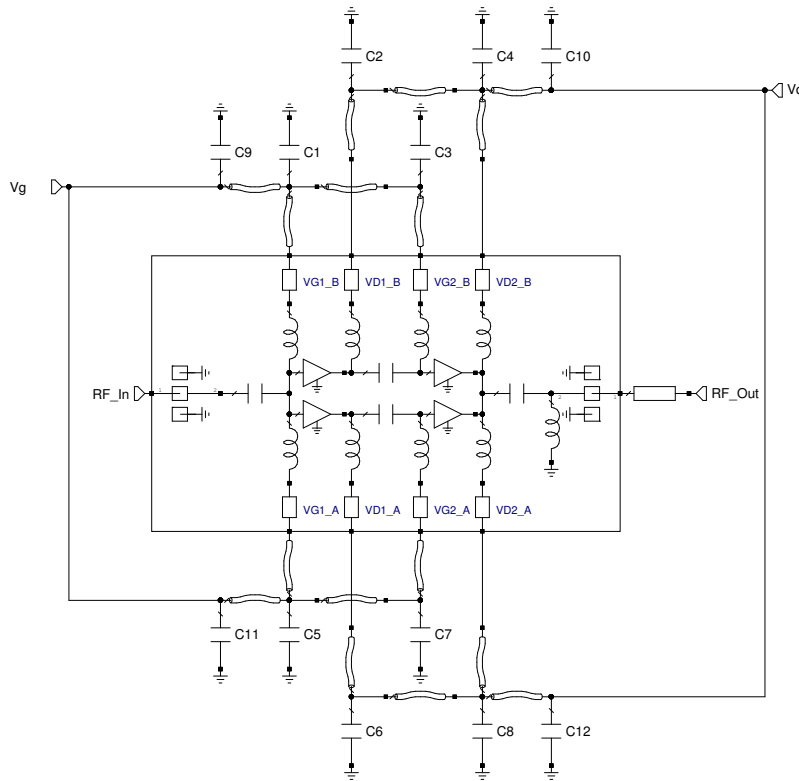 C2
C4
C10
Vd
C9
C1
C3
Vg
VG1_B
VD1_B
VG2_B
VD2_B
RF_In
RF_Out
VG1_A
VD1_A
VG2_A
VD2_A
C11
C5
C7
C6
C8
C12